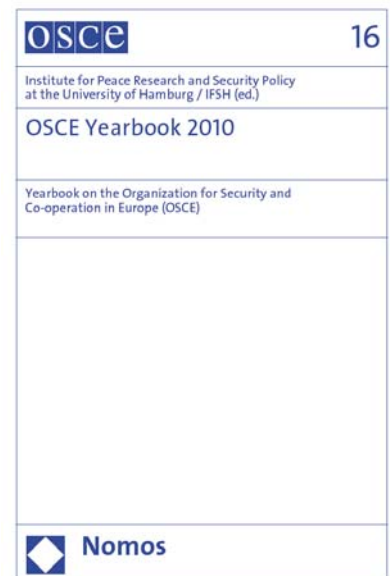 osce 16
Institute for Peace Research and Security Policy
at the University of Hamburg / IFSH (ed.)
OSCE Yearbook 2010
Yearbook on the Organization for Security and
Co-operation in Europe (OSCE)
Nomos